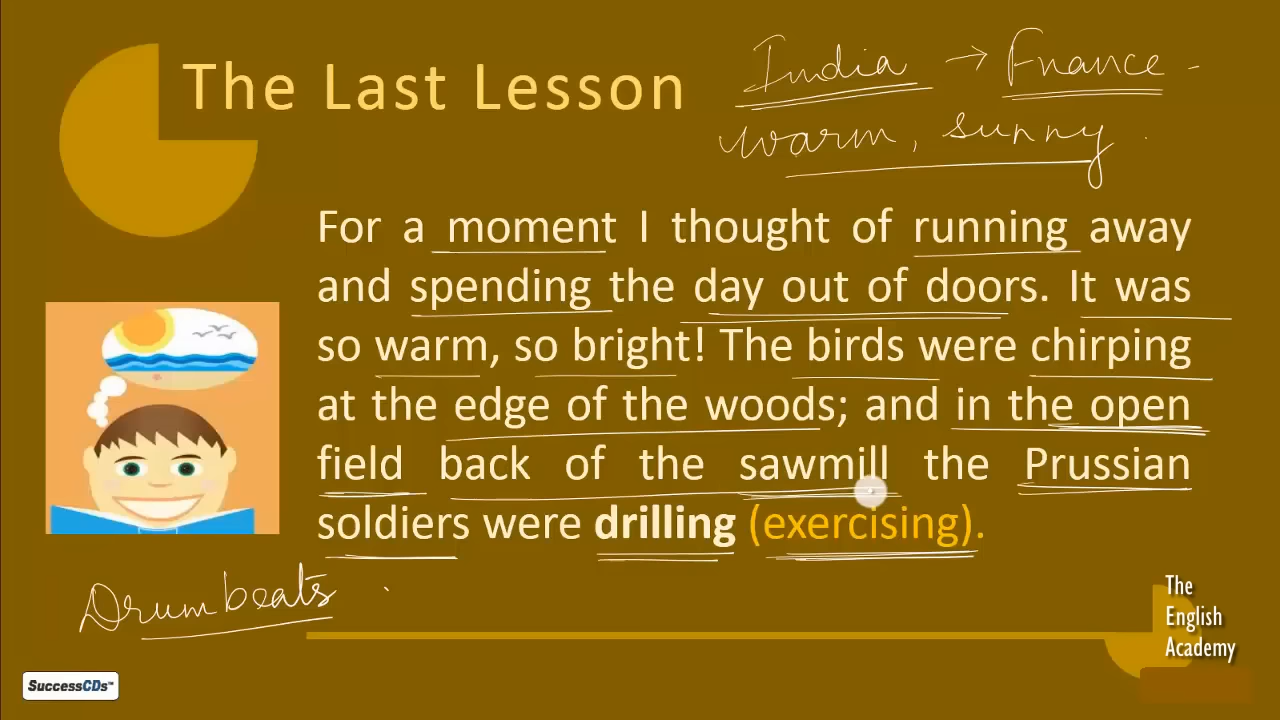 The Last Lesson
India → France -
warm, sunny
For a moment I thought of running away
and spending the day out of doors. It was
so warm, so bright! The birds were chirping
at the edge of the woods; and in the open
field back of the sawmill the Prussian
soldiers were drilling (exercising).
Drumbeats
The
English
Academy
SuccessCDs™